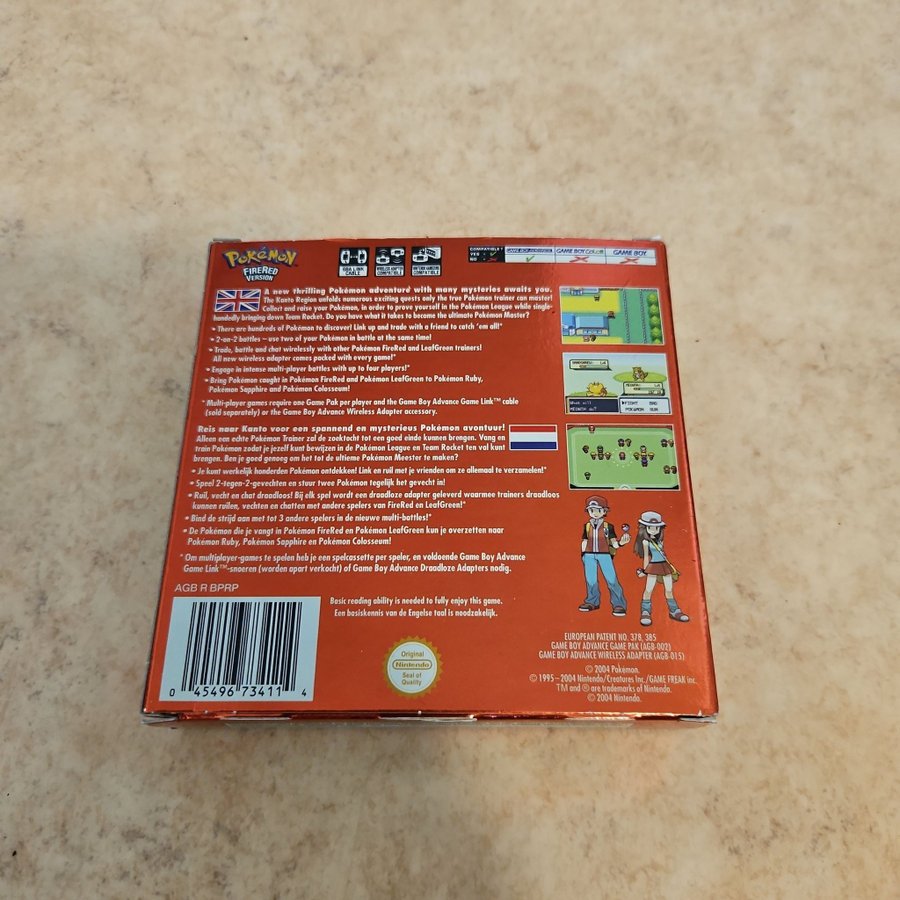 POKéMON
FIRERED
VERSION
GBA LINK
CABLE
WIRELESS ADAPTER
COMPATIBLE
NINTENDO GAMECUBE
COMPATIBLE
COMPATIBLE?
YES
NO
GAME BOY ADVANCE
GAME BOY COLOR
GAME BOY
A new thrilling Pokémon adventure with many mysteries awaits you.
The Kanto Region unfolds numerous exciting quests only the true Pokémon trainer can master!
Collect and raise your Pokémon, in order to prove yourself in the Pokémon League while single-
handedly bringing down Team Rocket. Do you have what it takes to become the ultimate Pokémon Master?
• There are hundreds of Pokémon to discover! Link up and trade with a friend to catch 'em all!*
• 2-on-2 battles – use two of your Pokémon in battle at the same time!
• Trade, battle and chat wirelessly with other Pokémon FireRed and LeafGreen trainers!
All new wireless adapter comes packed with every game!*
• Engage in intense multi-player battles with up to four players!*
• Bring Pokémon caught in Pokémon FireRed and Pokémon LeafGreen to Pokémon Ruby,
Pokémon Sapphire and Pokémon Colosseum!
* Multi-player games require one Game Pak per player and the Game Boy Advance Game Link™ cable
(sold separately) or the Game Boy Advance Wireless Adapter accessory.
What will
MEOWTH do?
FIGHT BAG
POKéMON RUN
Reis naar Kanto voor een spannend en mysterieus Pokémon avontuur!
Alleen een echte Pokémon Trainer zal de zoektocht tot een goed einde kunnen brengen. Vang en
train Pokémon zodat je jezelf kunt bewijzen in de Pokémon League en Team Rocket ten val kunt
brengen. Ben je goed genoeg om het tot de ultieme Pokémon Meester te maken?
• Je kunt werkelijk honderden Pokémon ontdekken! Link en ruil met je vrienden om ze allemaal te verzamelen!*
• Speel 2-tegen-2-gevechten en stuur twee Pokémon tegelijk het gevecht in!
• Ruil, vecht en chat draadloos! Bij elk spel wordt een draadloze adapter geleverd waarmee trainers draadloos
kunnen ruilen, vechten en chatten met andere spelers van FireRed en LeafGreen!*
• Bind de strijd aan met tot 3 andere spelers in de nieuwe multi-battles!*
• De Pokémon die je vangt in Pokémon FireRed en Pokémon LeafGreen kun je overzetten naar
Pokémon Ruby, Pokémon Sapphire en Pokémon Colosseum!
* Om multiplayer-games te spelen heb je een spelcassette per speler, en voldoende Game Boy Advance
Game Link™-snoeren (worden apart verkocht) of Game Boy Advance Draadloze Adapters nodig.
AGB R BPRP
Basic reading ability is needed to fully enjoy this game.
Een basiskennis van de Engelse taal is noodzakelijk.
0 45496 73411 4
Original
Nintendo
Seal of
Quality
EUROPEAN PATENT NO. 378, 385
GAME BOY ADVANCE GAME PAK (AGB-002)
GAME BOY ADVANCE WIRELESS ADAPTER (AGB-015)
© 2004 Pokémon.
© 1995–2004 Nintendo/Creatures Inc./GAME FREAK inc.
TM and ® are trademarks of Nintendo.
© 2004 Nintendo.